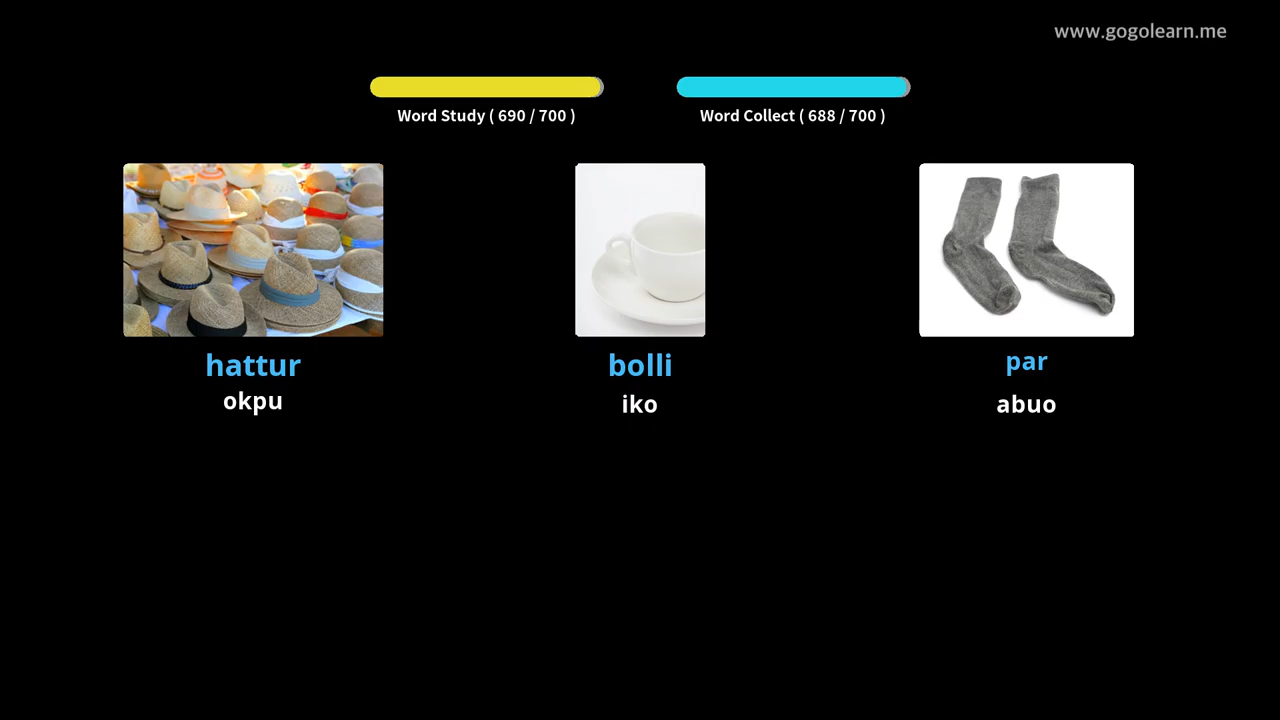 www.gogolearn.me
Word Study ( 690 / 700 )
Word Collect ( 688 / 700 )
hattur
okpu
bolli
iko
par
abuo